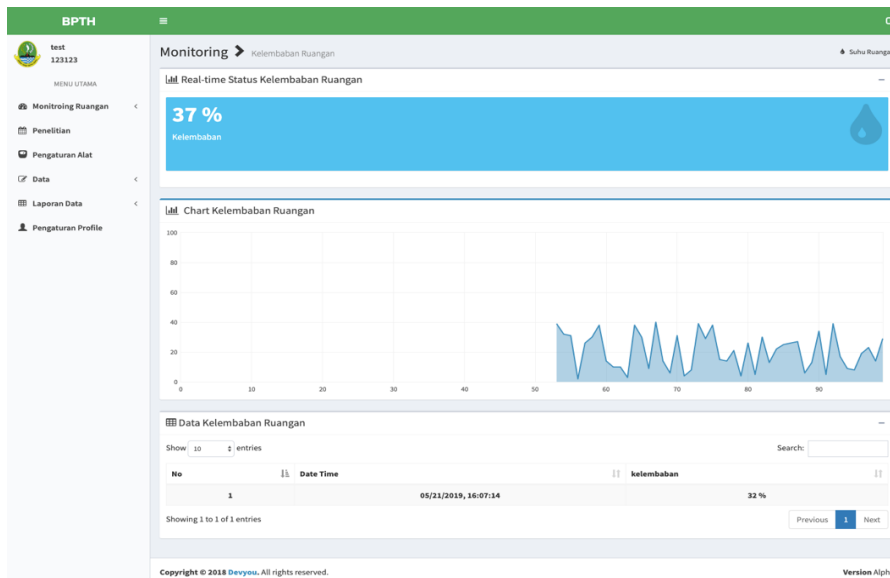 BPTH
test
123123
MENU UTAMA
Monitroing Ruangan
Penelitian
Pengaturan Alat
Data
Laporan Data
Pengaturan Profile
Monitoring Kelembaban Ruangan
Suhu Ruanga
Real-time Status Kelembaban Ruangan
37 %
Kelembaban
Chart Kelembaban Ruangan
100
80
60
40
20
0
0 10 20 30 40 50 60 70 80 90
Data Kelembaban Ruangan
Show 10 entries
Search:
No Date Time kelembaban
1 05/21/2019, 16:07:14 32 %
Showing 1 to 1 of 1 entries
Previous 1 Next
Copyright © 2018 Devyou. All rights reserved.
Version Alph